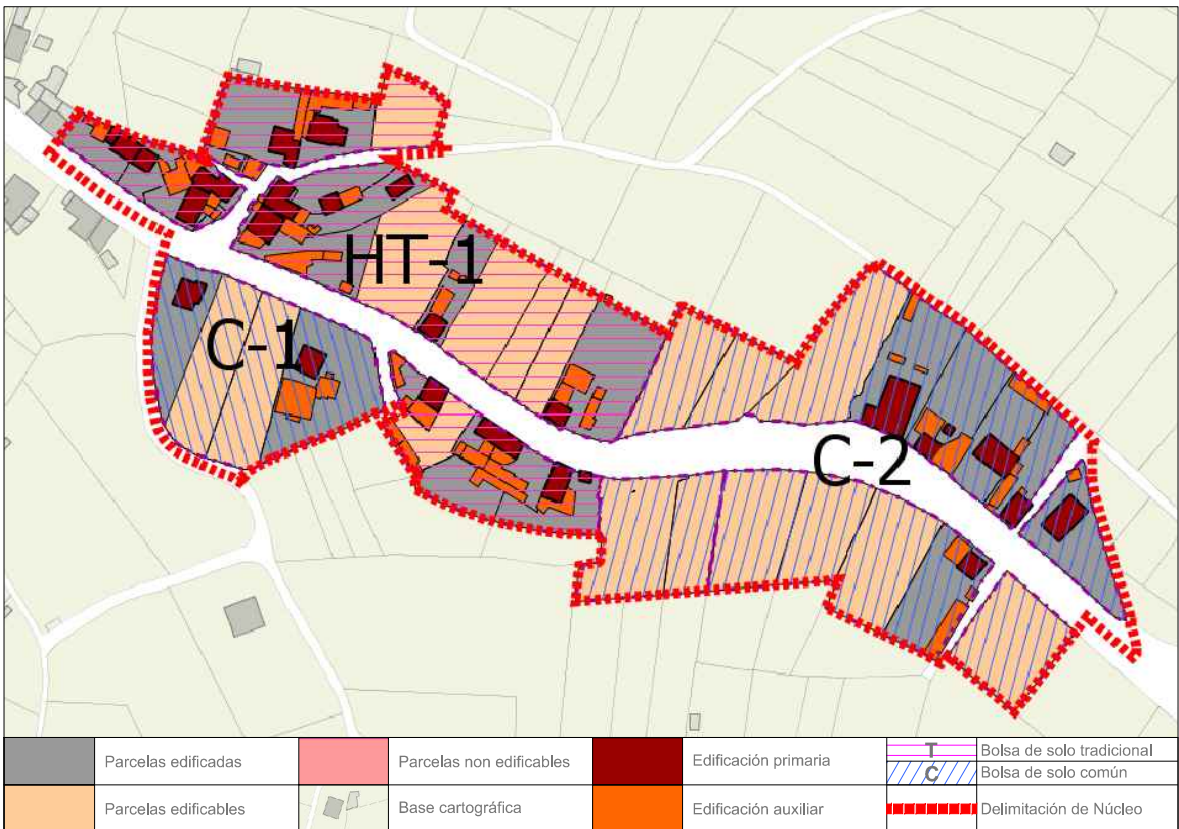 HT-1
C-1
C-2
Parcelas edificadas
Parcelas non edificables
Edificación primaria
T
Bolsa de solo tradicional
C
Bolsa de solo común
Parcelas edificables
Base cartográfica
Edificación auxiliar
Delimitación de Núcleo